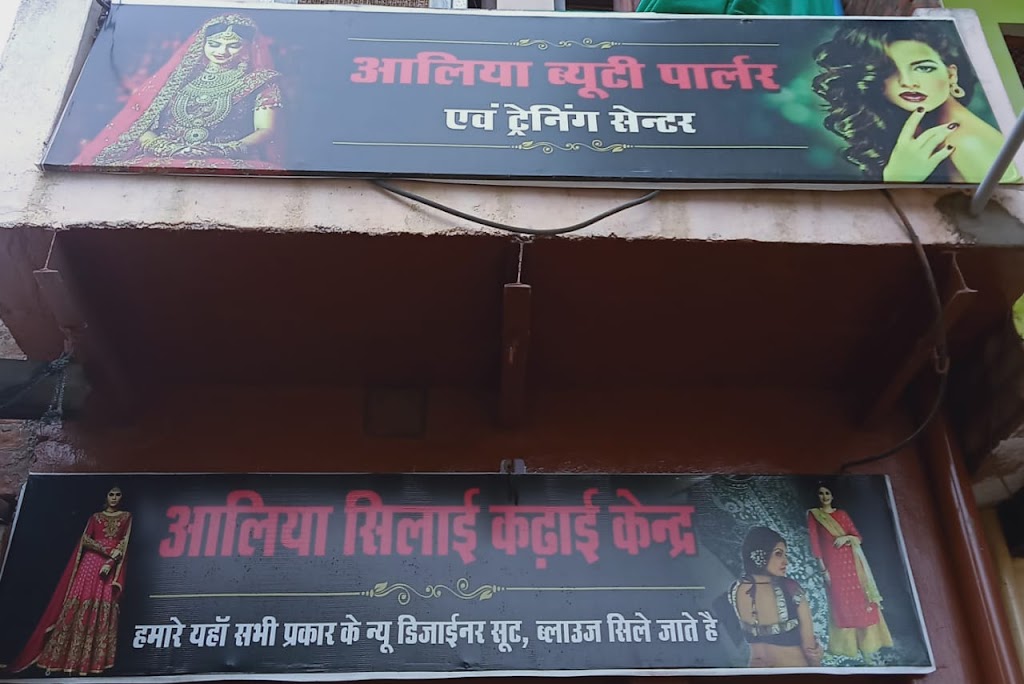 आलिया ब्यूटी पार्लर
एवं ट्रेनिंग सेन्टर
आलिया सिलाई कढ़ाई केन्द्र
हमारे यहॉ सभी प्रकार के न्यू डिजाईनर सूट, ब्लाउज सिले जाते है